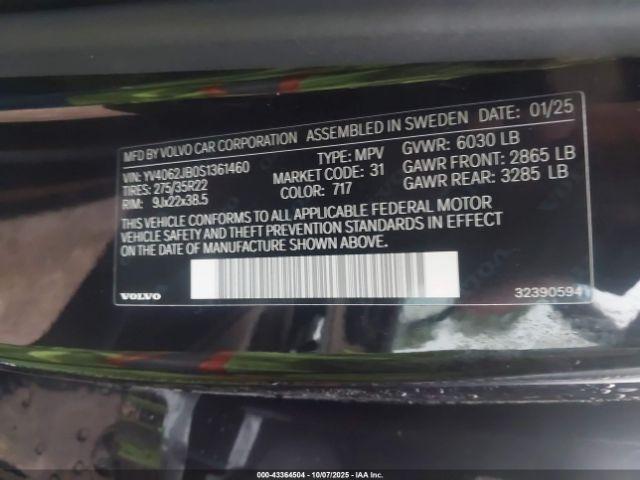 MFD BY VOLVO CAR CORPORATION ASSEMBLED IN SWEDEN DATE: 01/25
VIN: YV4062JB0S1361460 TYPE: MPV GVWR: 6030 LB
TIRES: 275/35R22 MARKET CODE: 31 GAWR FRONT: 2865 LB
RIM: 9Jx22x38.5 COLOR: 717 GAWR REAR: 3285 LB
THIS VEHICLE CONFORMS TO ALL APPLICABLE FEDERAL MOTOR
VEHICLE SAFETY AND THEFT PREVENTION STANDARDS IN EFFECT
ON THE DATE OF MANUFACTURE SHOWN ABOVE.
VOLVO 32390594
000-43364504 - 10/07/2025 - IAA, Inc.